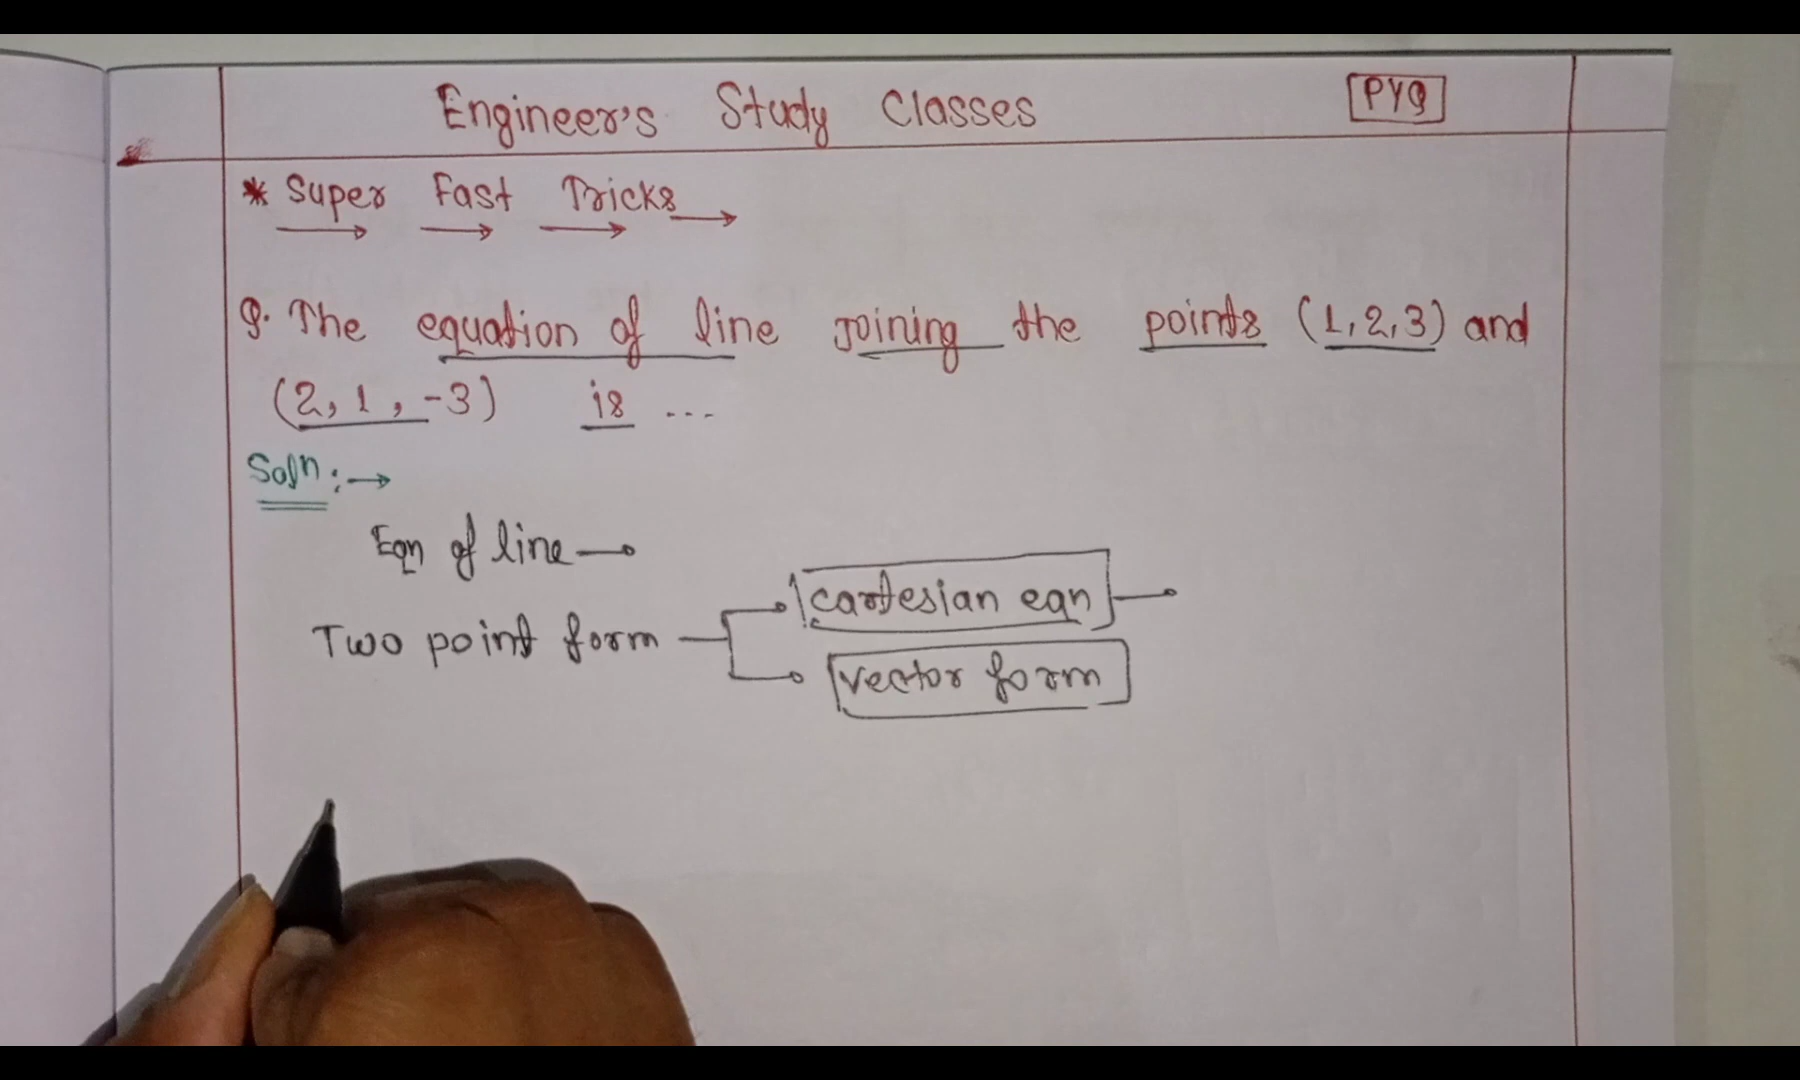 Engineer's Study Classes PYQ
* Super Fast Tricks
Q. The equation of line Joining the points (1,2,3) and
(2, 1, -3) is ...
Soln:→
Eqn of line
cartesian eqn
Two point form
vector form